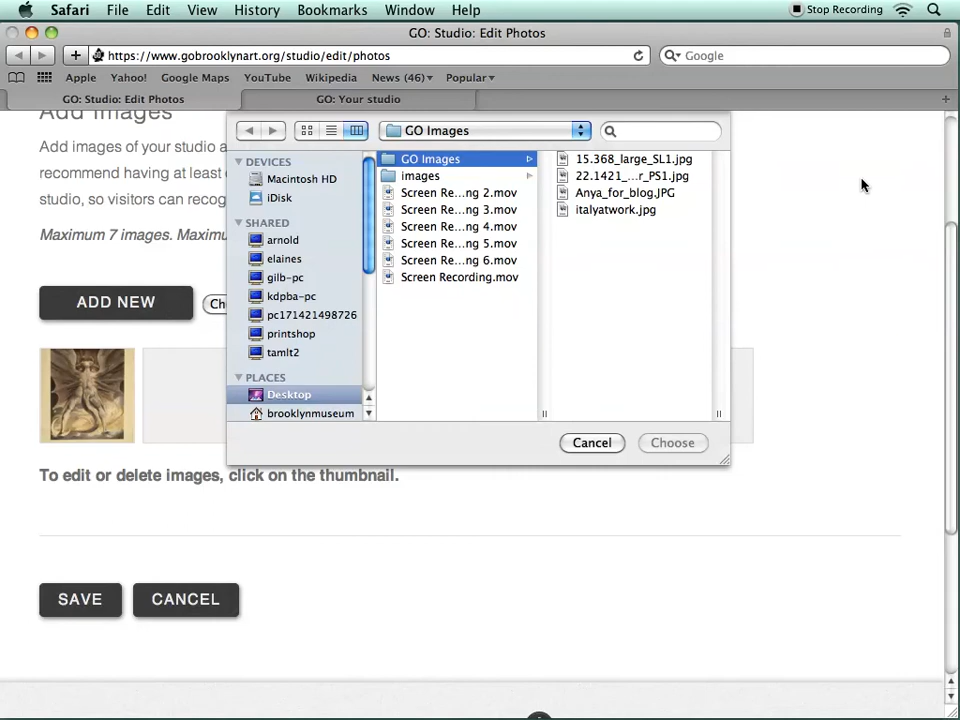 Safari File Edit View History Bookmarks Window Help Stop Recording
GO: Studio: Edit Photos
https://www.gobrooklynart.org/studio/edit/photos Google
Apple Yahoo! Google Maps YouTube Wikipedia News (46) Popular
GO: Studio: Edit Photos GO: Your studio
Add Images
Add images of your studio a
recommend having at least
studio, so visitors can recog
Maximum 7 images. Maximu
ADD NEW Ch
GO Images
DEVICES
Macintosh HD
iDisk
SHARED
arnold
elaines
gilb-pc
kdpba-pc
pc171421498726
printshop
tamlt2
PLACES
Desktop
brooklynmuseum
GO Images
images
Screen Re...ng 2.mov
Screen Re...ng 3.mov
Screen Re...ng 4.mov
Screen Re...ng 5.mov
Screen Re...ng 6.mov
Screen Recording.mov
15.368_large_SL1.jpg
22.1421_...r_PS1.jpg
Anya_for_blog.JPG
italyatwork.jpg
Cancel Choose
To edit or delete images, click on the thumbnail.
SAVE CANCEL